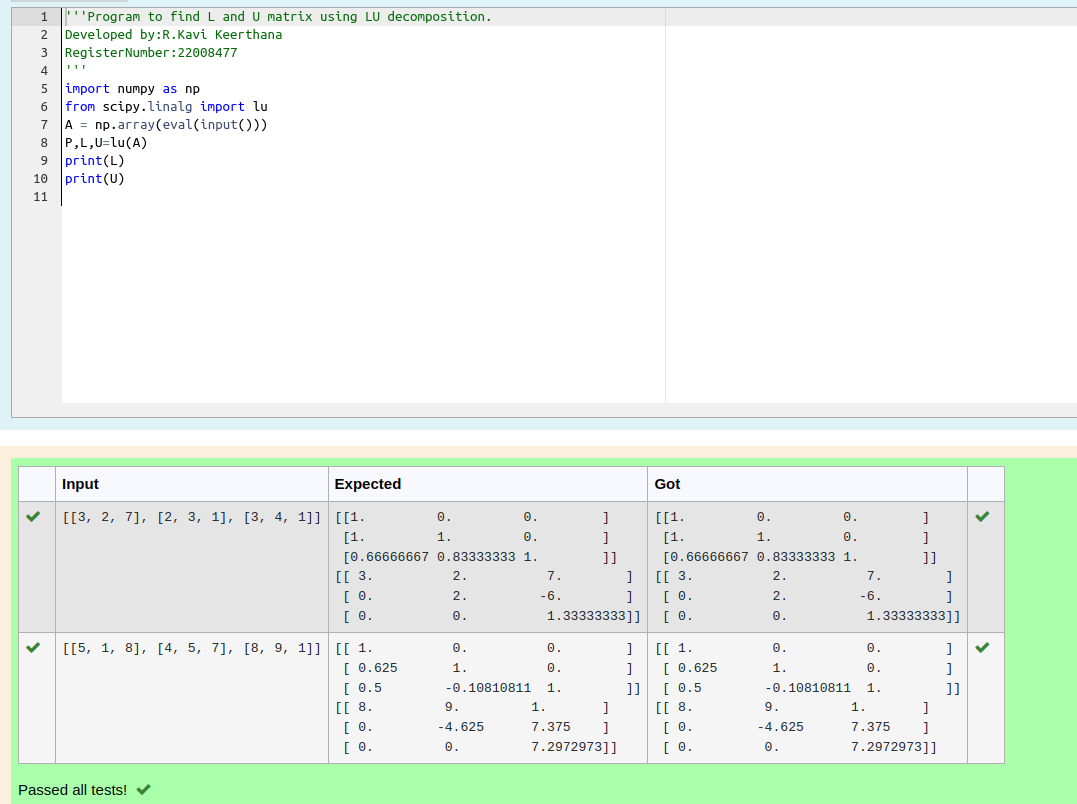 1 '''Program to find L and U matrix using LU decomposition.
2 Developed by:R.Kavi Keerthana
3 RegisterNumber:22008477
4 '''
5 import numpy as np
6 from scipy.linalg import lu
7 A = np.array(eval(input()))
8 P,L,U=lu(A)
9 print(L)
10 print(U)
11
Input Expected Got
[[3, 2, 7], [2, 3, 1], [3, 4, 1]] [[1. 0. 0. ] [[1. 0. 0. ]
[1. 1. 0. ] [1. 1. 0. ]
[0.66666667 0.83333333 1. ]] [0.66666667 0.83333333 1. ]]
[[ 3. 2. 7. ] [[ 3. 2. 7. ]
[ 0. 2. -6. ] [ 0. 2. -6. ]
[ 0. 0. 1.33333333]] [ 0. 0. 1.33333333]]
[[5, 1, 8], [4, 5, 7], [8, 9, 1]] [[ 1. 0. 0. ] [[ 1. 0. 0. ]
[ 0.625 1. 0. ] [ 0.625 1. 0. ]
[ 0.5 -0.10810811 1. ]] [ 0.5 -0.10810811 1. ]]
[[ 8. 9. 1. ] [[ 8. 9. 1. ]
[ 0. -4.625 7.375 ] [ 0. -4.625 7.375 ]
[ 0. 0. 7.2972973]] [ 0. 0. 7.2972973]]
Passed all tests!